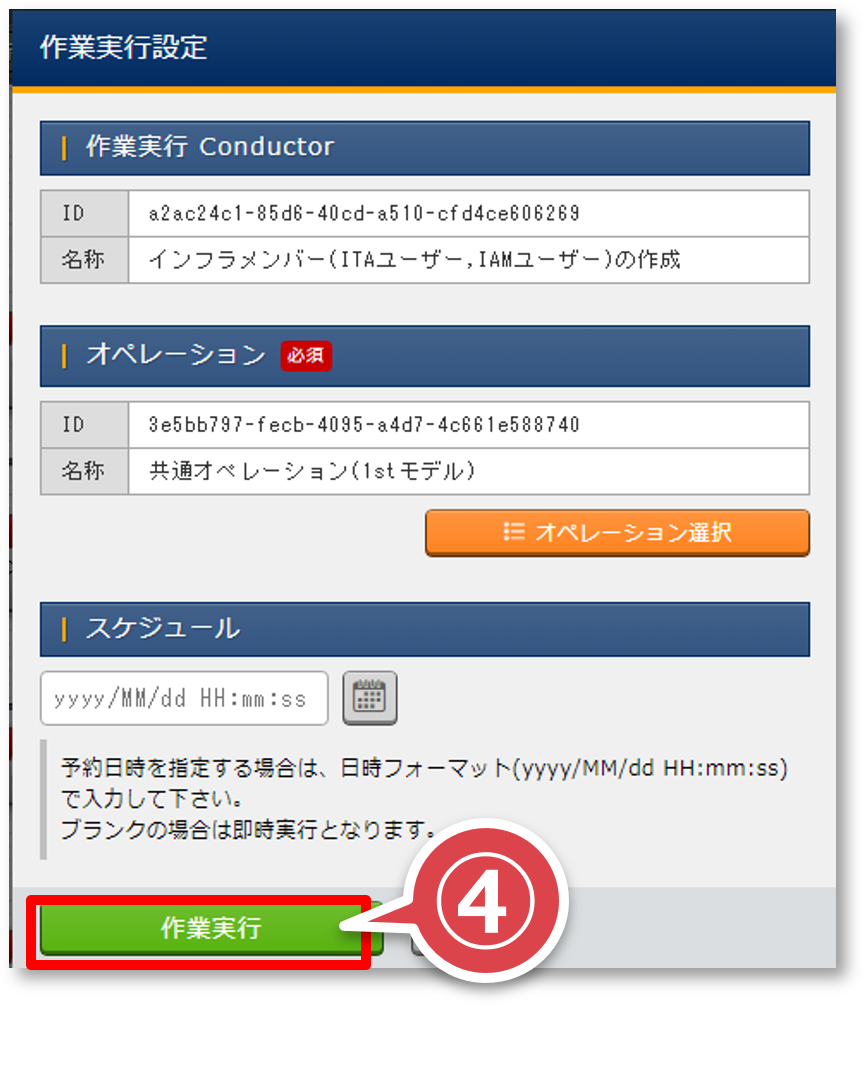 作業実行設定
作業実行 Conductor
ID a2ac24c1-85d6-40cd-a510-cfd4ce606269
名称 インフラメンバー(ITAユーザー,IAMユーザー)の作成
オペレーション 必須
ID 3e5bb797-fecb-4095-a4d7-4c661e588740
名称 共通オペレーション(1stモデル)
オペレーション選択
スケジュール
yyyy/MM/dd HH:mm:ss
予約日時を指定する場合は、日時フォーマット(yyyy/MM/dd HH:mm:ss)
で入力して下さい。
ブランクの場合は即時実行となります。
作業実行
④